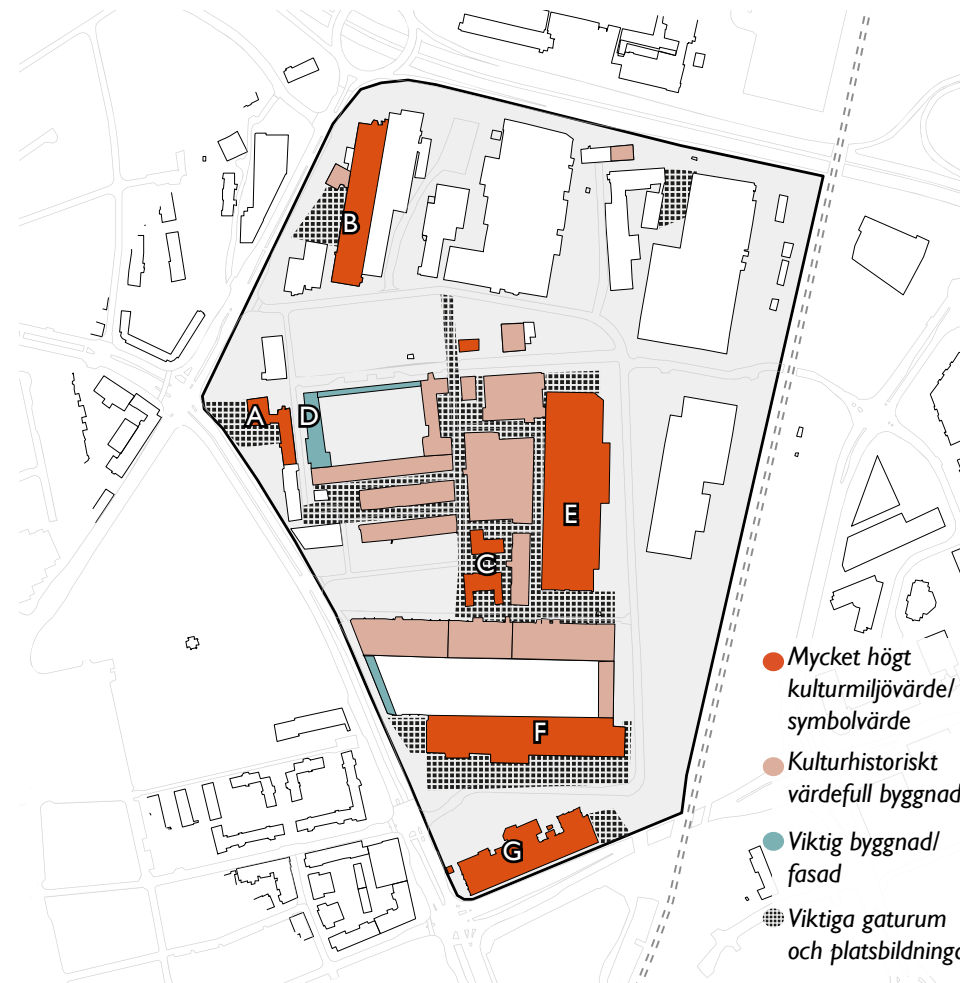 B
A
D
E
C
F
G
Mycket högt
kulturmiljövärde/
symbolvärde
Kulturhistoriskt
värdefull byggnad
Viktig byggnad/
fasad
Viktiga gaturum
och platsbildninga